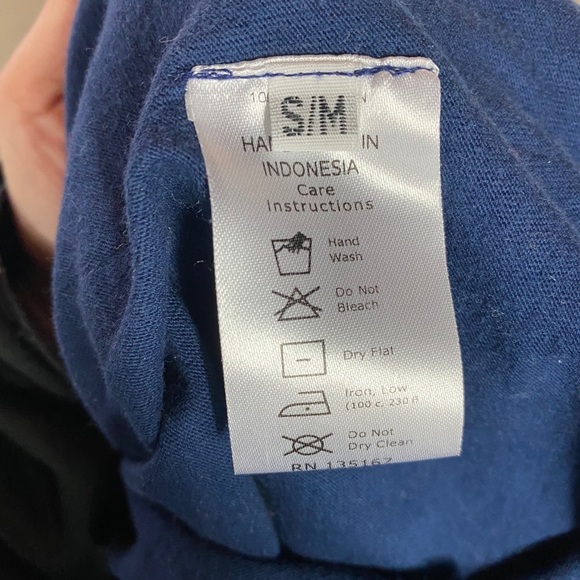 S/M
IN
INDONESIA
Care
Instructions
Hand
Wash
Do Not
Bleach
Dry Flat
Iron, Low
(100 c, 230 f
Do Not
Dry Clean
RN 135167